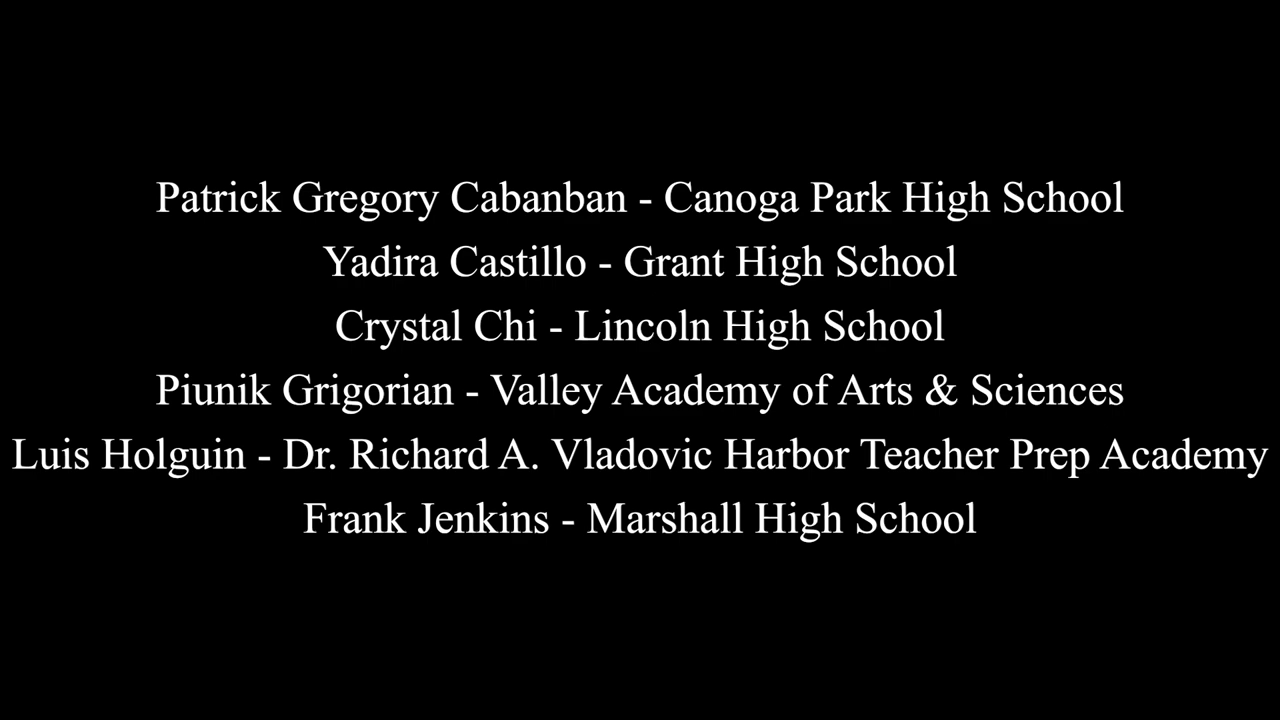 Patrick Gregory Cabanban - Canoga Park High School
Yadira Castillo - Grant High School
Crystal Chi - Lincoln High School
Piunik Grigorian - Valley Academy of Arts & Sciences
Luis Holguin - Dr. Richard A. Vladovic Harbor Teacher Prep Academy
Frank Jenkins - Marshall High School